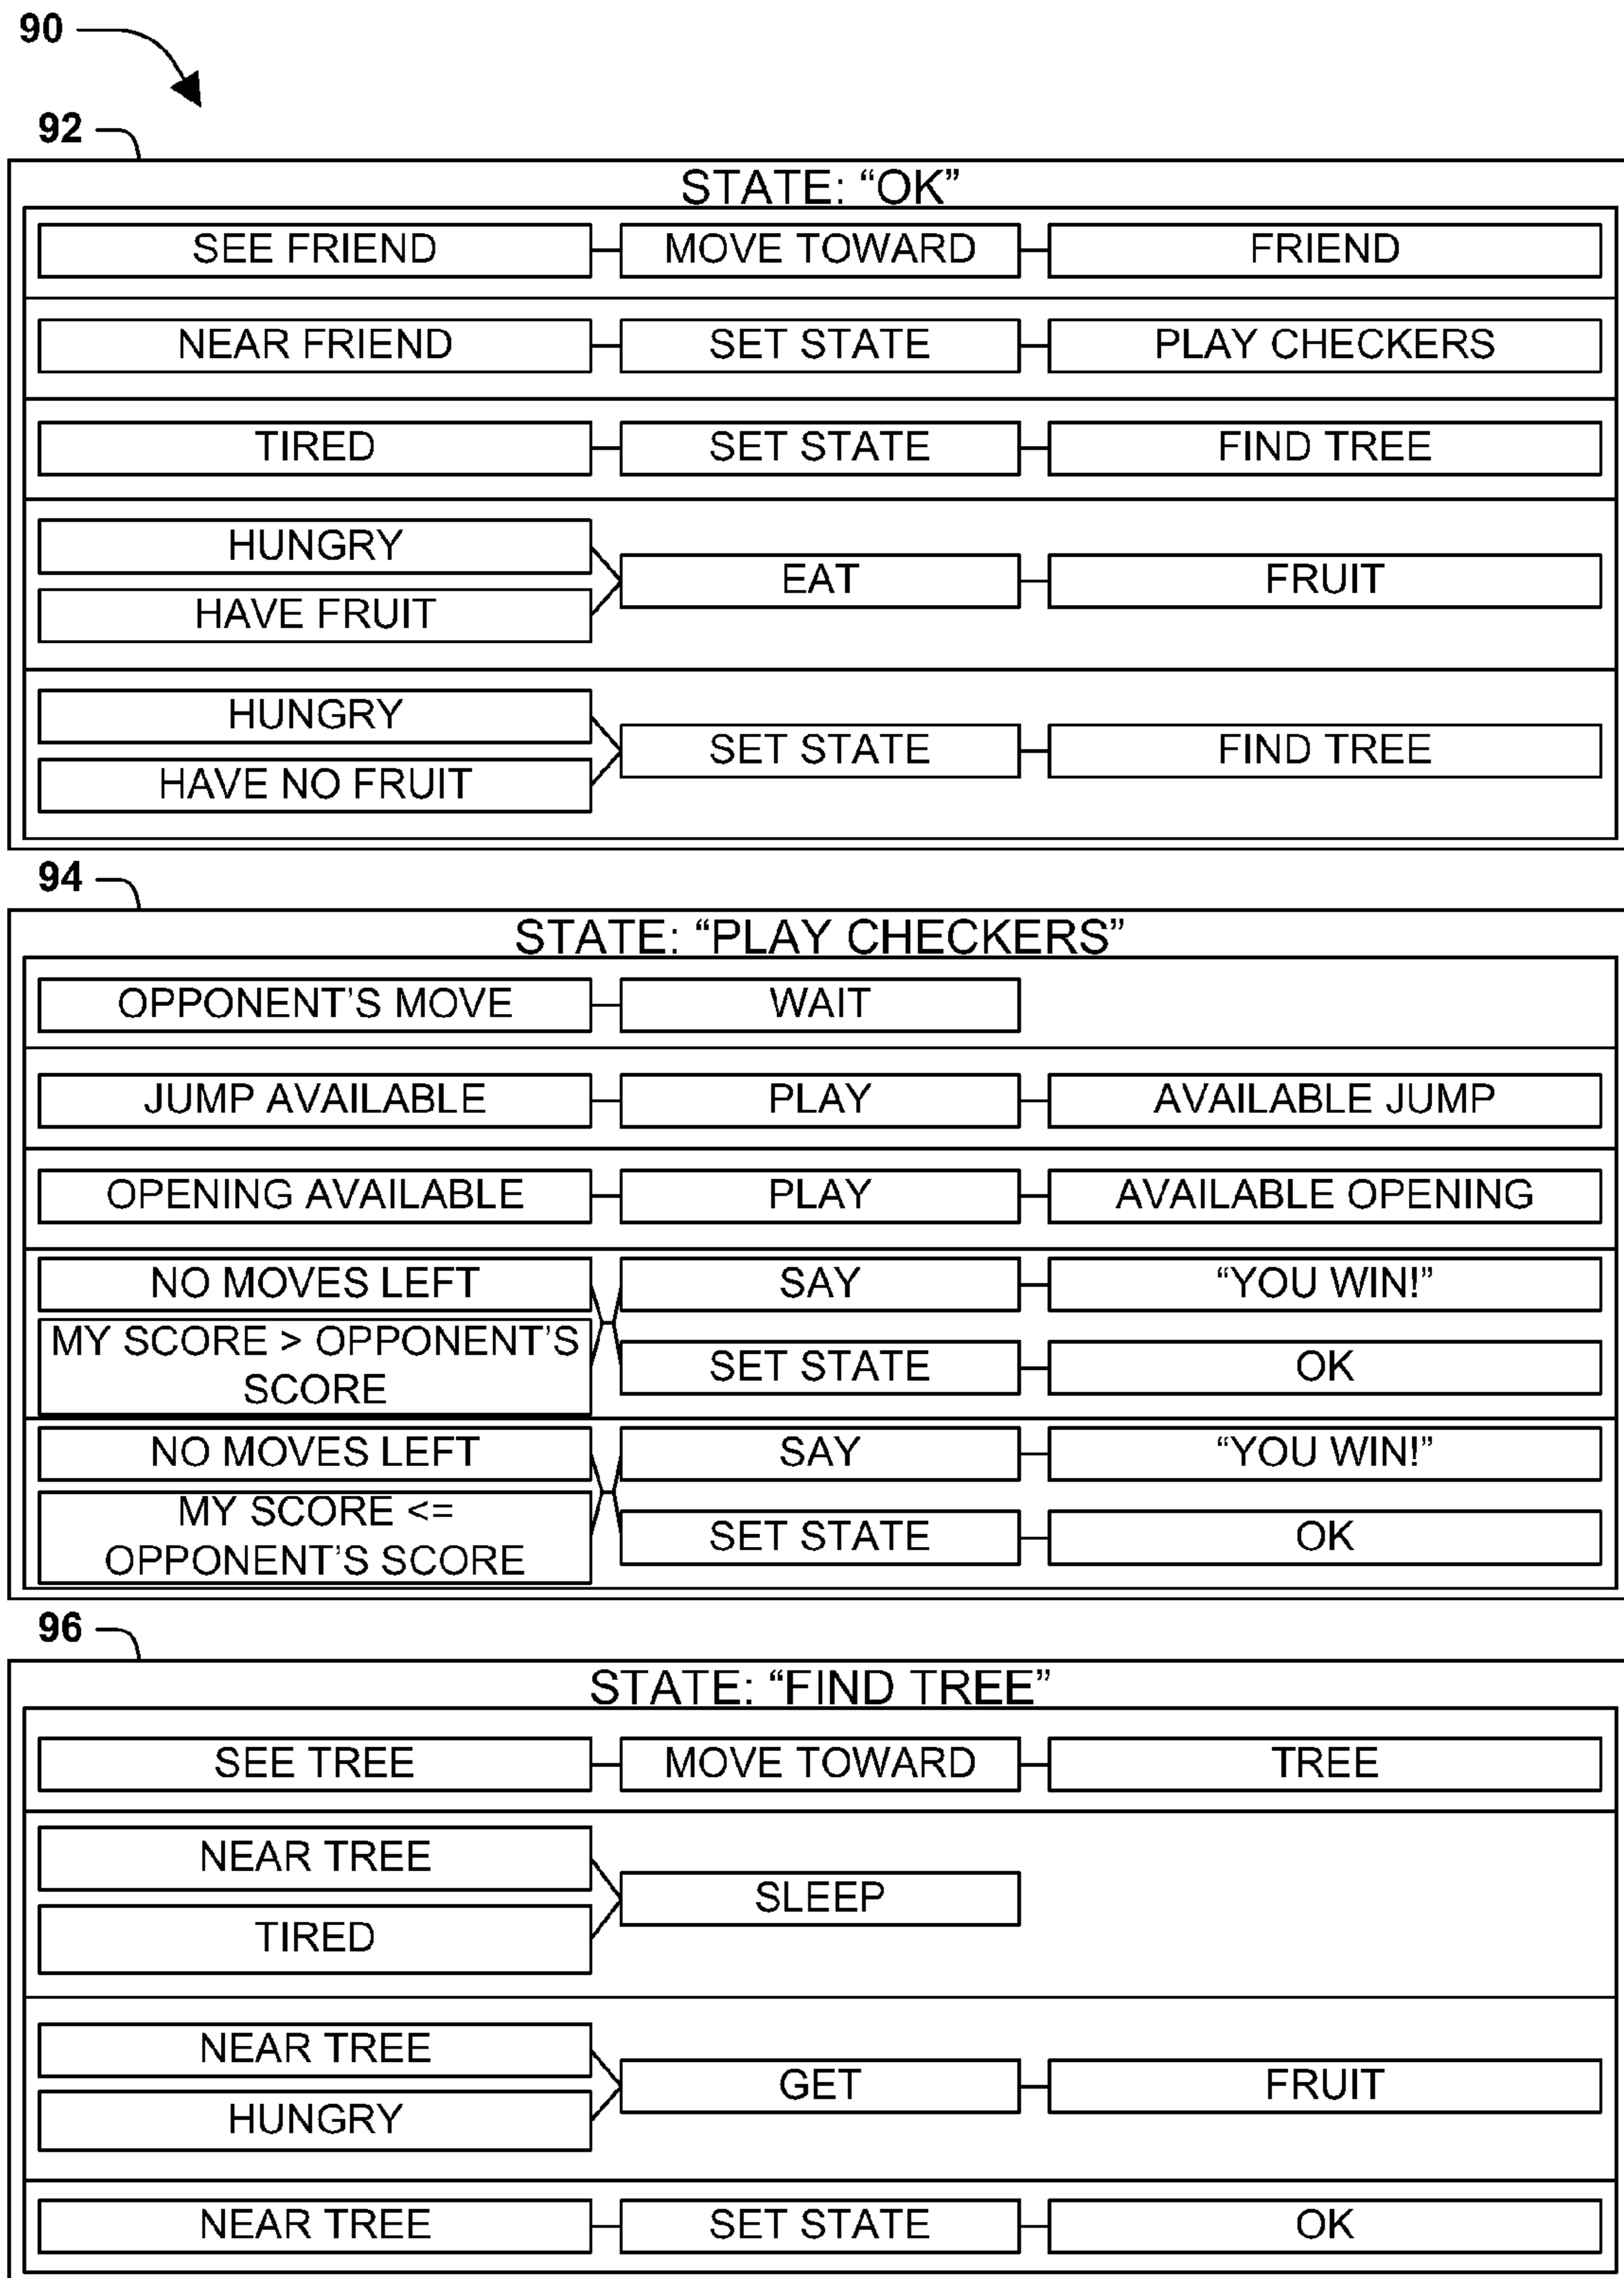 90
92
STATE: “OK”
SEE FRIEND MOVE TOWARD FRIEND
NEAR FRIEND SET STATE PLAY CHECKERS
TIRED SET STATE FIND TREE
HUNGRY
EAT FRUIT
HAVE FRUIT
HUNGRY
SET STATE FIND TREE
HAVE NO FRUIT
94
STATE: “PLAY CHECKERS”
OPPONENT’S MOVE WAIT
JUMP AVAILABLE PLAY AVAILABLE JUMP
OPENING AVAILABLE PLAY AVAILABLE OPENING
NO MOVES LEFT SAY “YOU WIN!”
MY SCORE > OPPONENT’S
SCORE
SET STATE OK
NO MOVES LEFT SAY “YOU WIN!”
MY SCORE <=
OPPONENT’S SCORE
SET STATE OK
96
STATE: “FIND TREE”
SEE TREE MOVE TOWARD TREE
NEAR TREE
SLEEP
TIRED
NEAR TREE
GET FRUIT
HUNGRY
NEAR TREE SET STATE OK